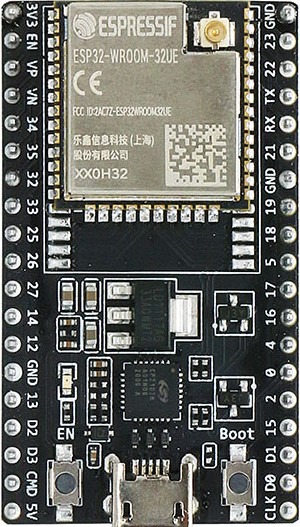 3V3
EN
VP
VN
34
35
32
33
25
26
27
14
12
GND
13
D2
D3
CMD
5V
ESPRESSIF
ESP32-WROOM-32UE
CE
FCC ID:2AC7Z-ESP32WROOM32UE
乐鑫信息科技(上海)
股份有限公司
XX0H32
EN
Boot
GND
23
22
TX
RX
21
GND
19
18
5
17
16
4
0
2
15
D1
D0
CLK